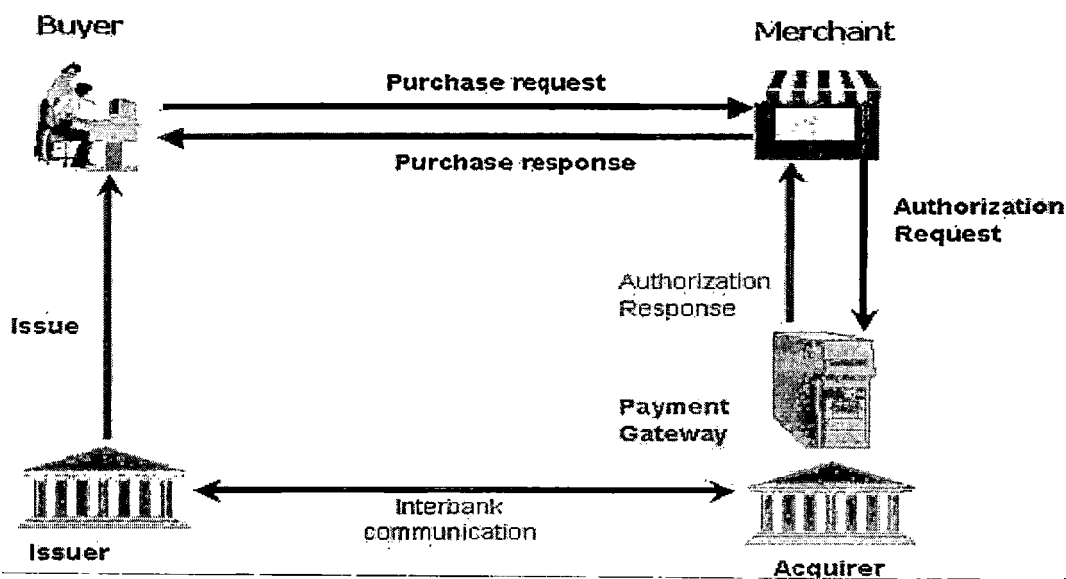 Buyer
Merchant
Purchase request
Purchase response
Authorization
Request
Authorization
Response
Issue
Payment
Gateway
Interbank
communication
Issuer
Acquirer